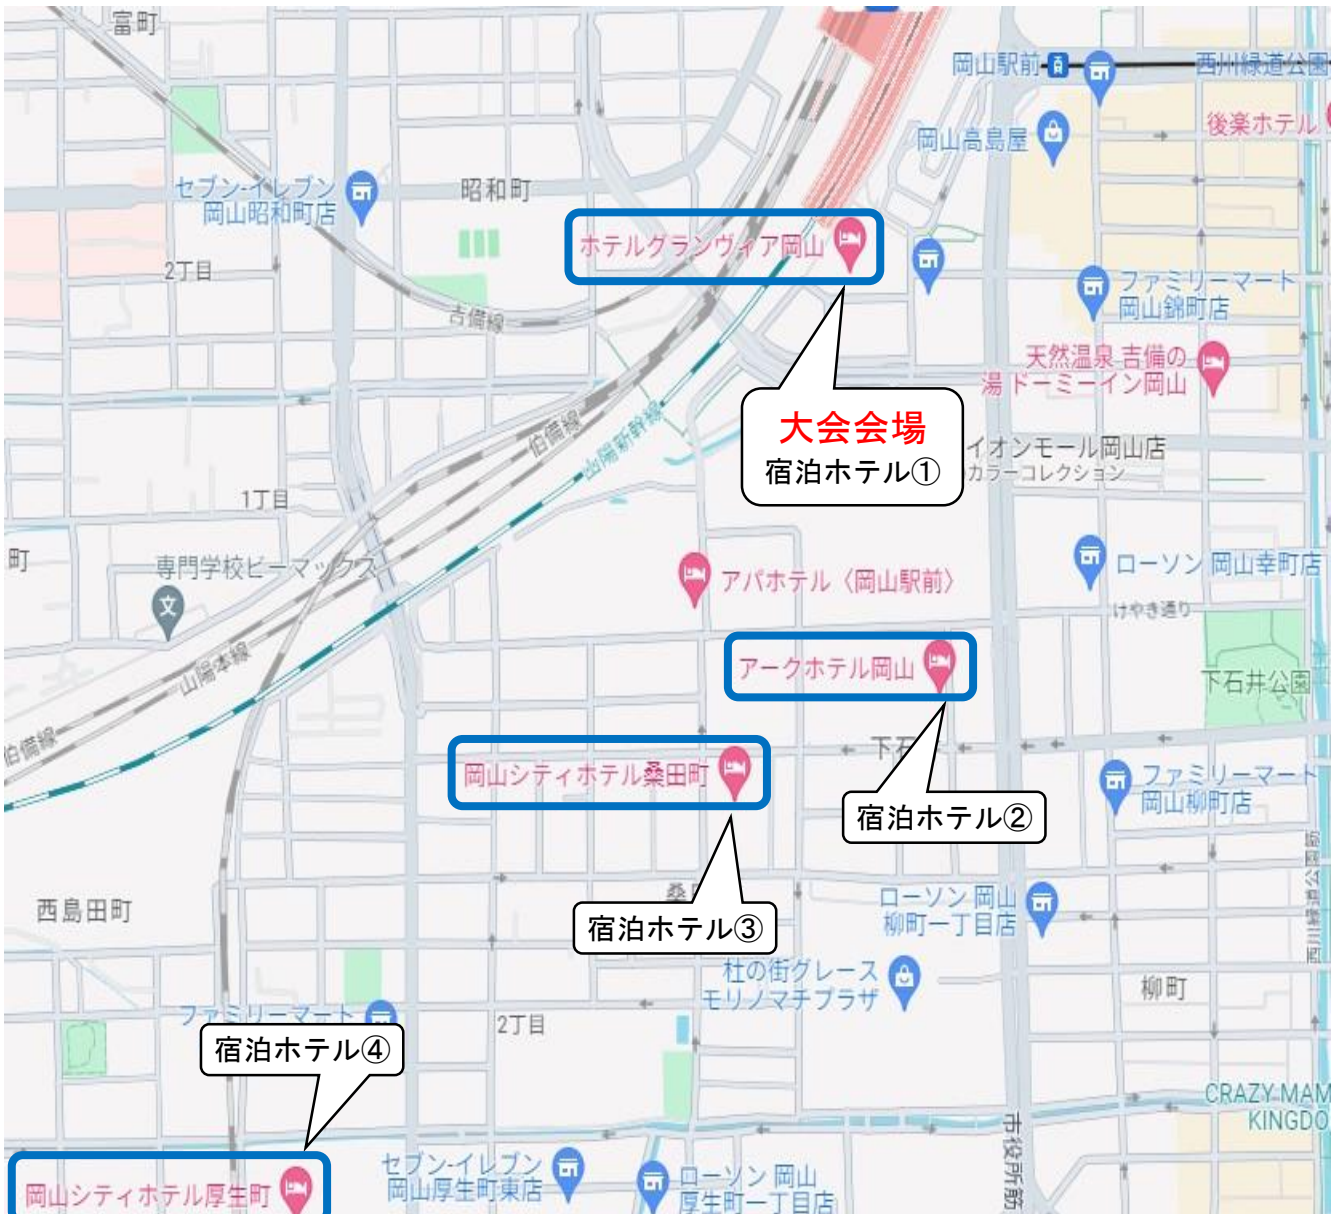 富町
岡山駅前
西川緑道公園
後楽ホテル
岡山高島屋
セブン-イレブン
岡山昭和町店
昭和町
ホテルグランヴィア岡山
2丁目
吉備線
ファミリーマート
岡山錦町店
天然温泉 吉備の
湯 ドーミーイン岡山
大会会場
宿泊ホテル①
イオンモール岡山店
カラーコレクション
伯備線
山陽新幹線
1丁目
町
専門学校ビーマックス
アパホテル〈岡山駅前〉
ローソン 岡山幸町店
けやき通り
山陽本線
アークホテル岡山
下石井公園
伯備線
岡山シティホテル桑田町
下石
ファミリーマート
岡山柳町店
宿泊ホテル②
西島田町
宿泊ホテル③
ローソン 岡山
柳町一丁目店
西川緑道公園筋
杜の街グレース
モリノマチプラザ
柳町
ファミリーマート
2丁目
宿泊ホテル④
CRAZY MAM
KINGDO
市役所筋
岡山シティホテル厚生町
セブン-イレブン
岡山厚生町東店
ローソン 岡山
厚生町一丁目店